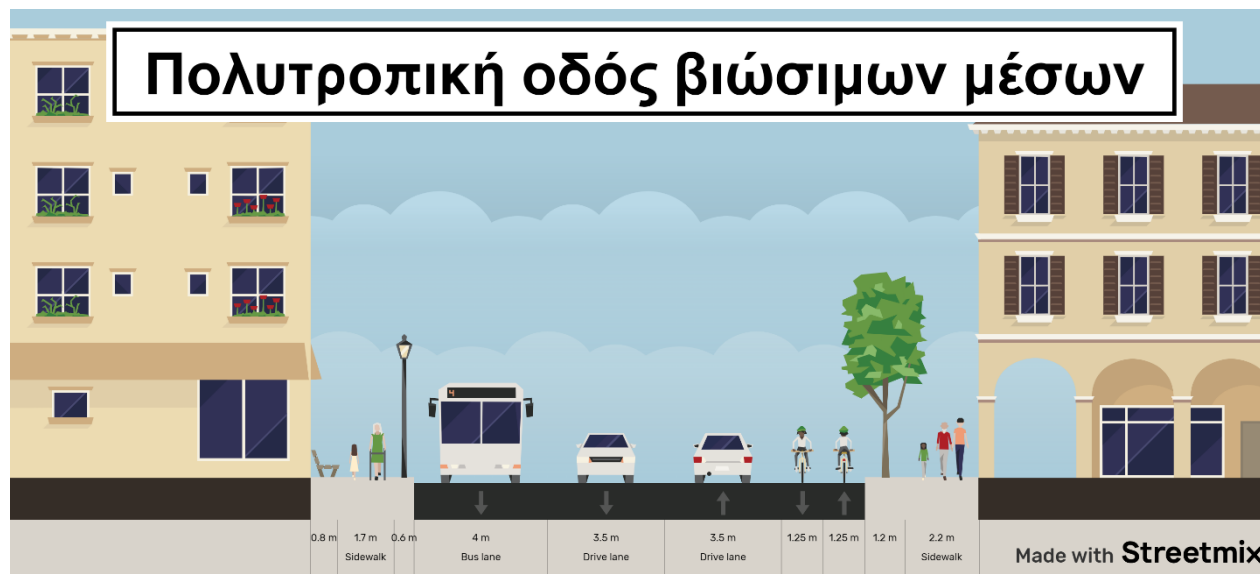 Πολυτροπική οδός βιώσιμων μέσων
4
0.8 m 1.7 m 0.6 m 4 m 3.5 m 3.5 m 1.25 m 1.25 m 1.2 m 2.2 m
Sidewalk Bus lane Drive lane Drive lane Sidewalk
Made with Streetmix